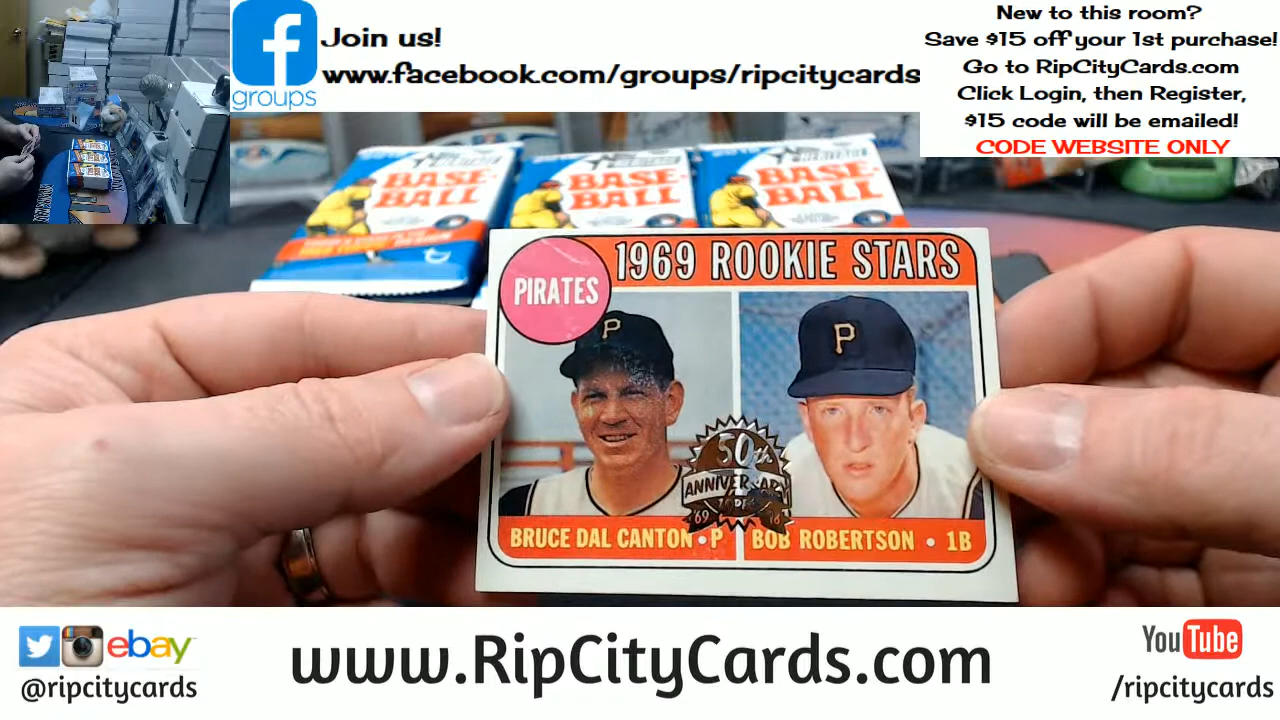 Join us!
www.facebook.com/groups/ripcitycards
f
groups
New to this room?
Save $15 off your 1st purchase!
Go to RipCityCards.com
Click Login, then Register,
$15 code will be emailed!
CODE WEBSITE ONLY
HERITAGE
BASE-
BALL
BASE-
BALL
HERITAGE
BASE-
BALL
PIRATES
1969 ROOKIE STARS
P
P
50th
ANNIVERSARY
TOPPS
'69
BRUCE DAL CANTON • P
BOB ROBERTSON • 1B
ebay
@ripcitycards
www.RipCityCards.com
YouTube
/ripcitycards